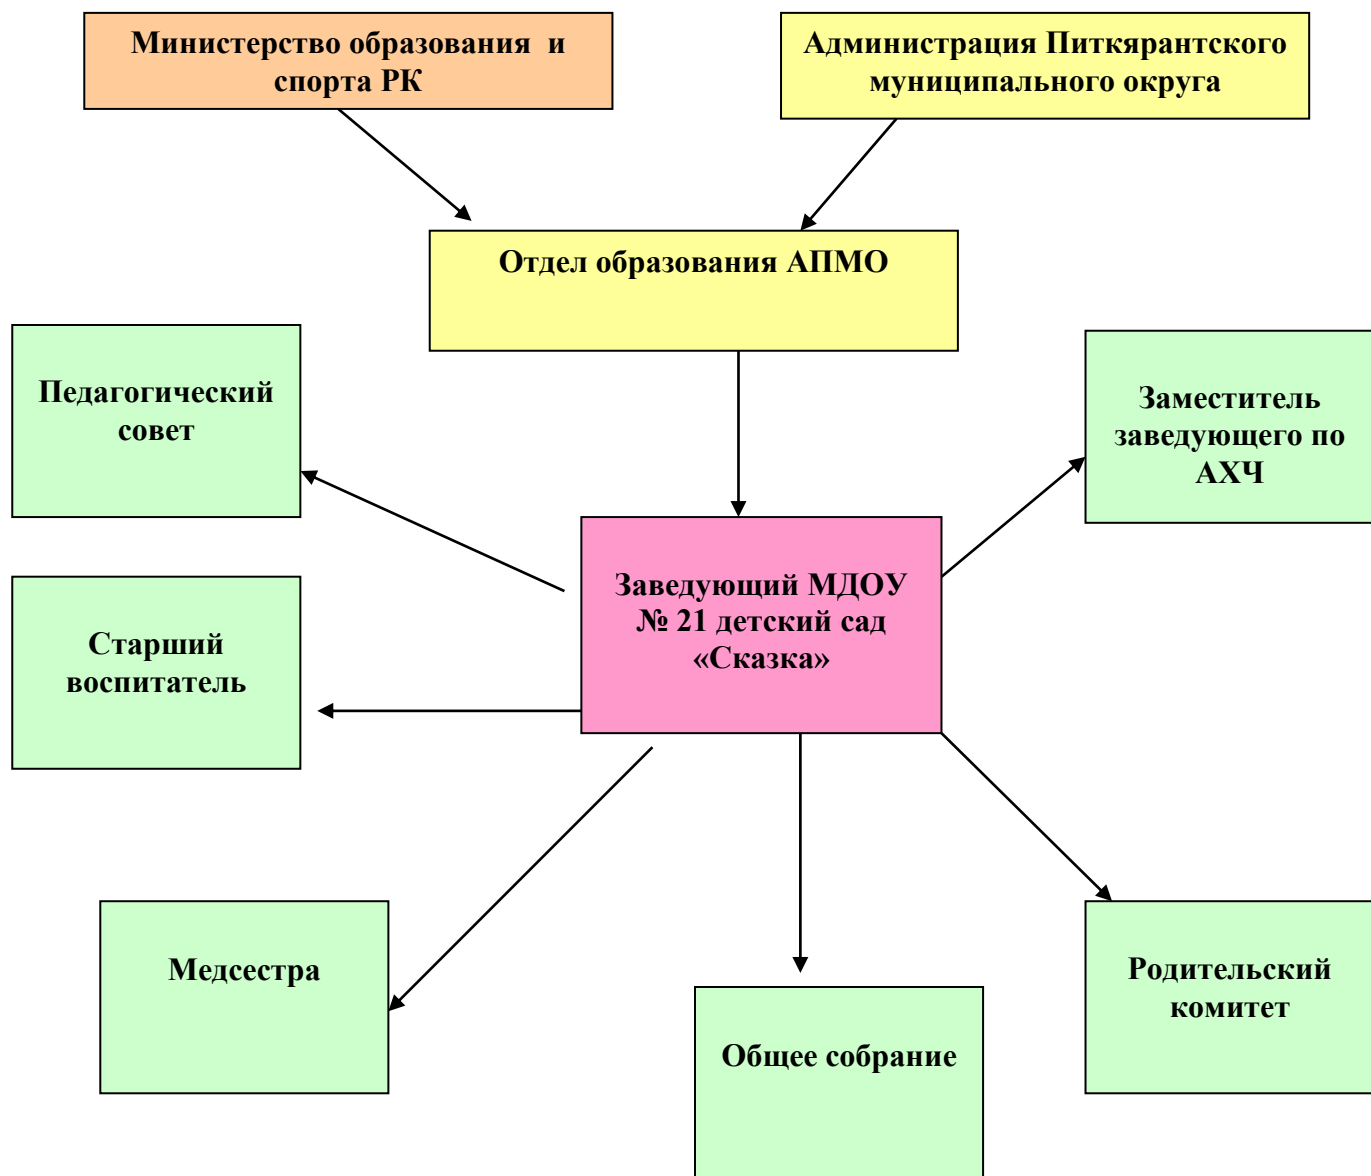 Министерство образования и
спорта РК
Администрация Питкярантского
муниципального округа
Отдел образования АПМО
Педагогический
совет
Заместитель
заведующего по
АХЧ
Заведующий МДОУ
№ 21 детский сад
«Сказка»
Старший
воспитатель
Медсестра
Общее собрание
Родительский
комитет